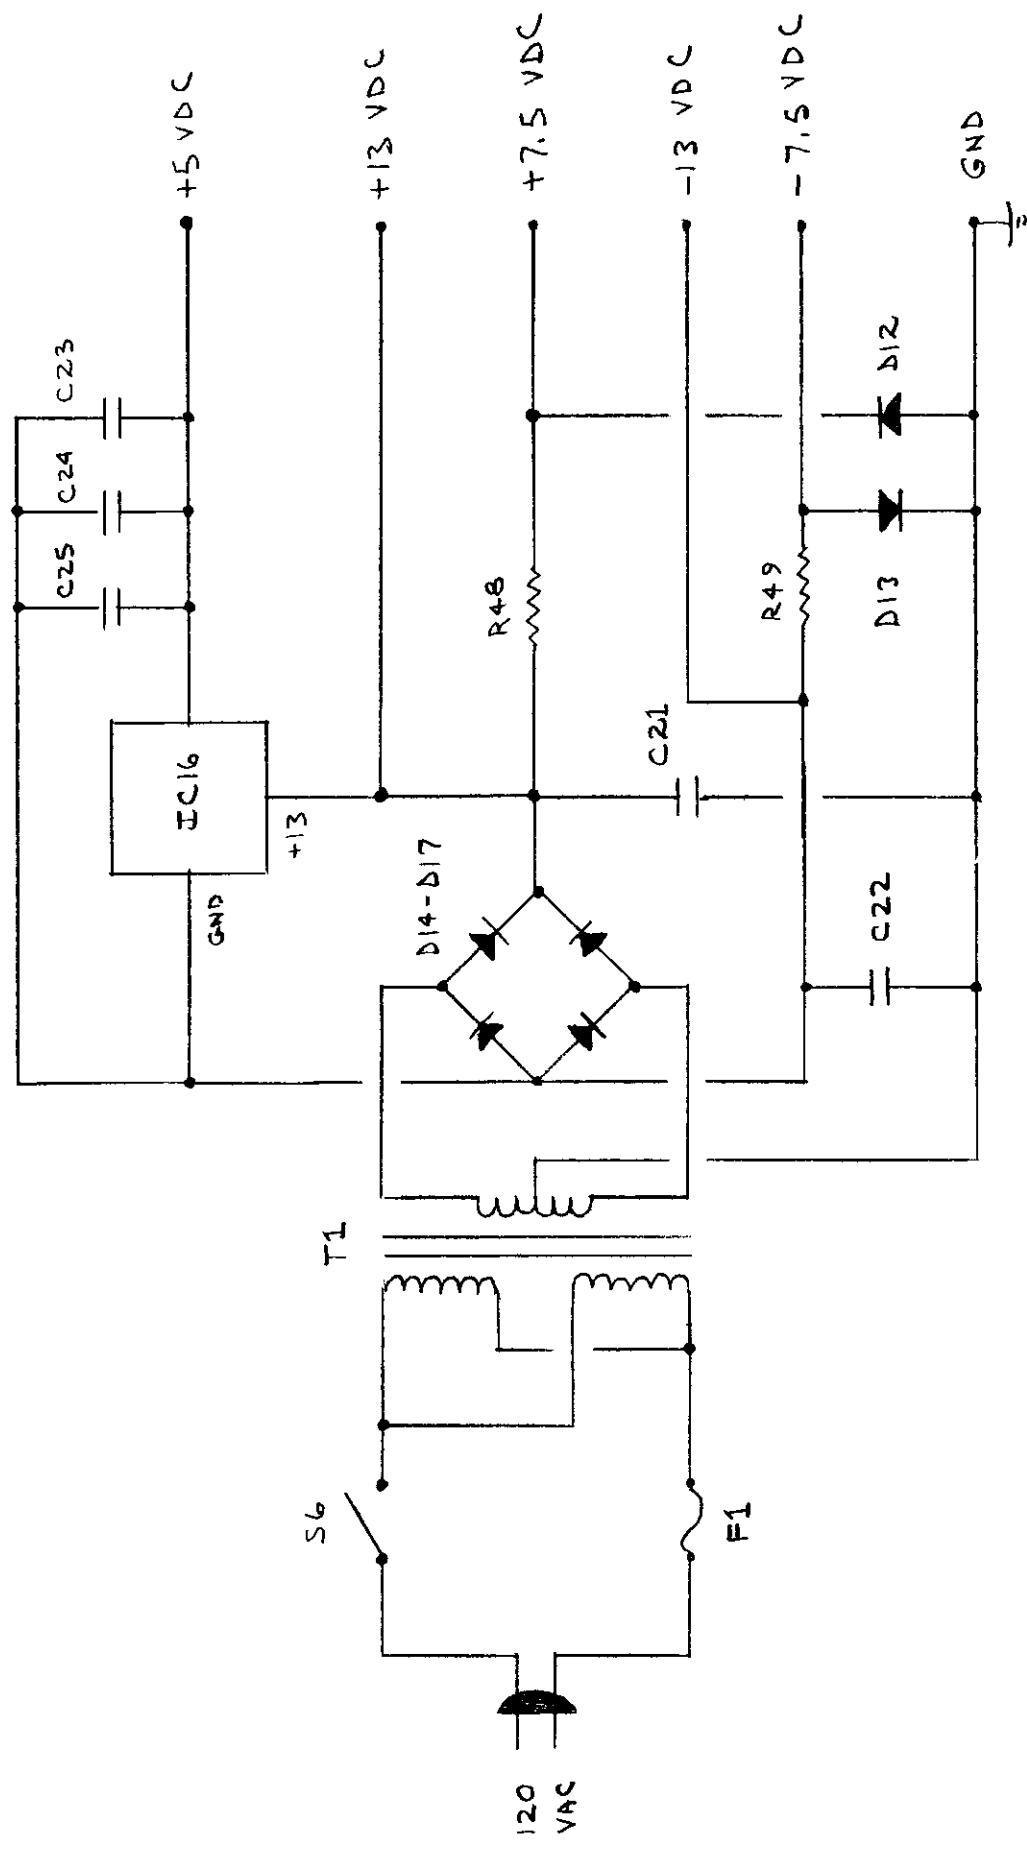 120
VAC
S6
F1
T1
D14-D17
GND
IC16
+13
C25
C24
C23
C21
C22
R48
R49
D13
D12
+5 VDC
+13 VDC
+7.5 VDC
-13 VDC
-7.5 VDC
GND